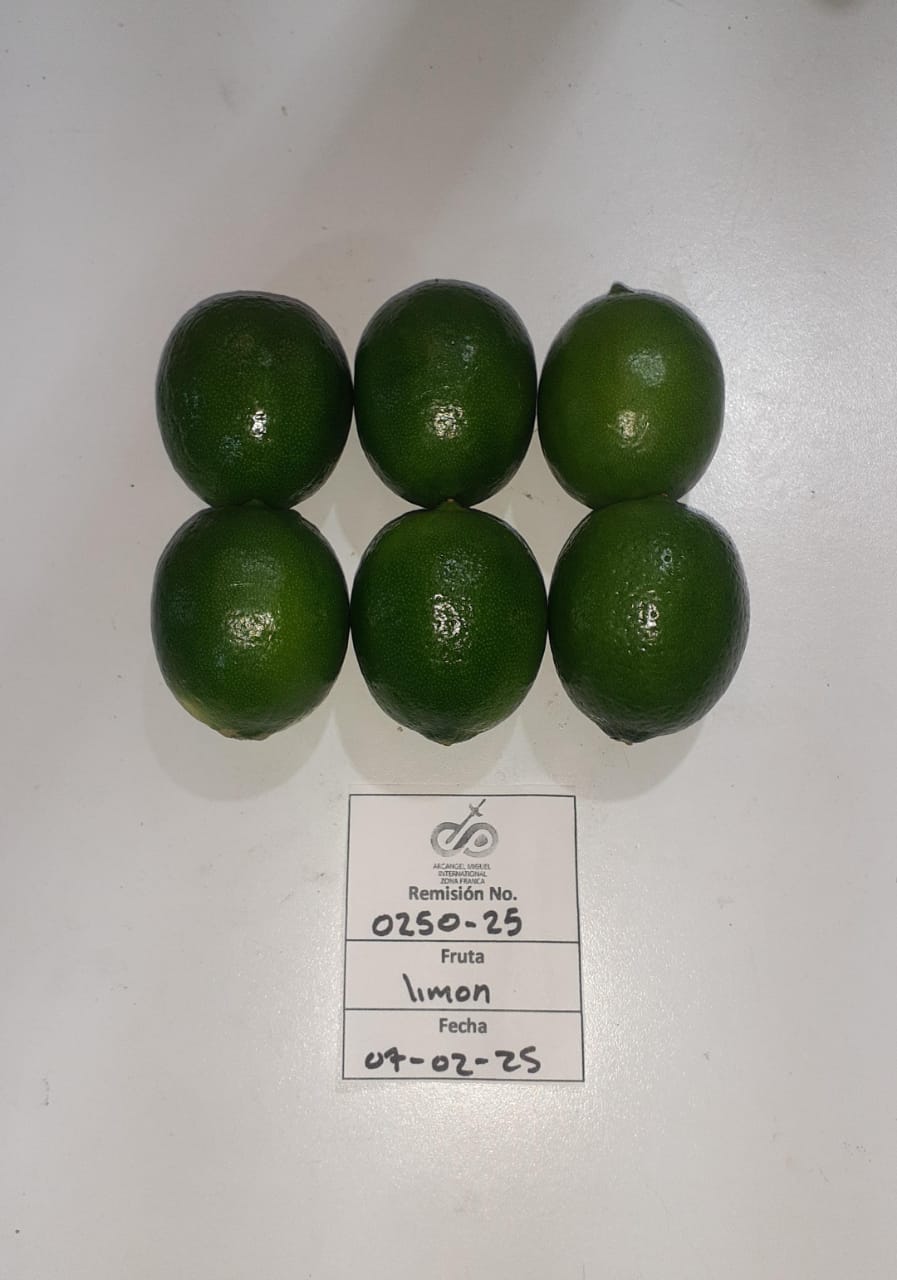 ARCANGEL MIGUEL
INTERNATIONAL
ZONA FRANCA
Remisión No.
0250-25
Fruta
limon
Fecha
07-02-25